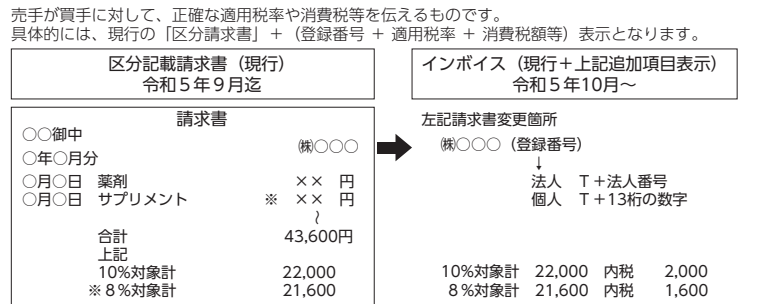 売手が買手に対して、正確な適用税率や消費税等を伝えるものです。
具体的には、現行の「区分請求書」＋（登録番号 ＋ 適用税率 ＋ 消費税額等）表示となります。
区分記載請求書（現行）
令和５年９月迄
請求書
○○御中
㈱○○○
○年○月分
○月○日 薬剤 ×× 円
○月○日 サプリメント ※ ×× 円
〜
合計 43,600円
上記
10%対象計 22,000
※８%対象計 21,600
インボイス（現行＋上記追加項目表示）
令和５年10月〜
左記請求書変更箇所
㈱○○○（登録番号）
↓
法人 Ｔ＋法人番号
個人 Ｔ＋13桁の数字
10%対象計 22,000 内税 2,000
８%対象計 21,600 内税 1,600